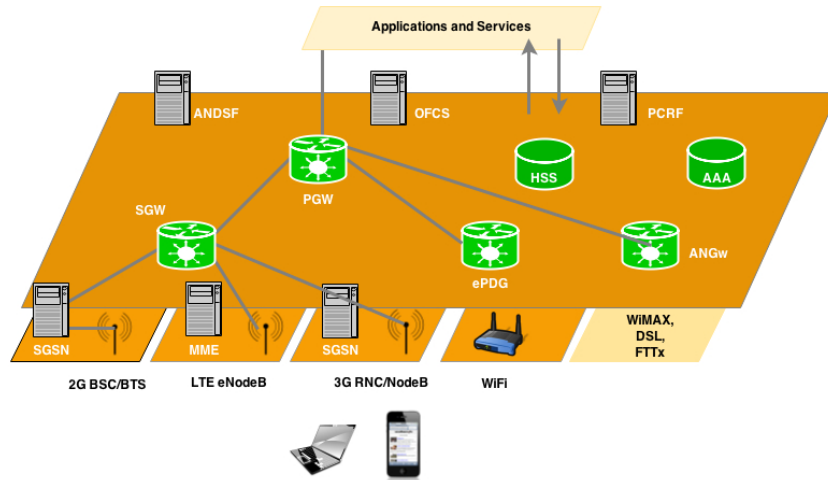 Applications and Services
ANDSF
OFCS
PCRF
HSS
AAA
PGW
SGW
ePDG
ANGw
SGSN
MME
SGSN
WiMAX,
DSL,
FTTx
2G BSC/BTS
LTE eNodeB
3G RNC/NodeB
WiFi